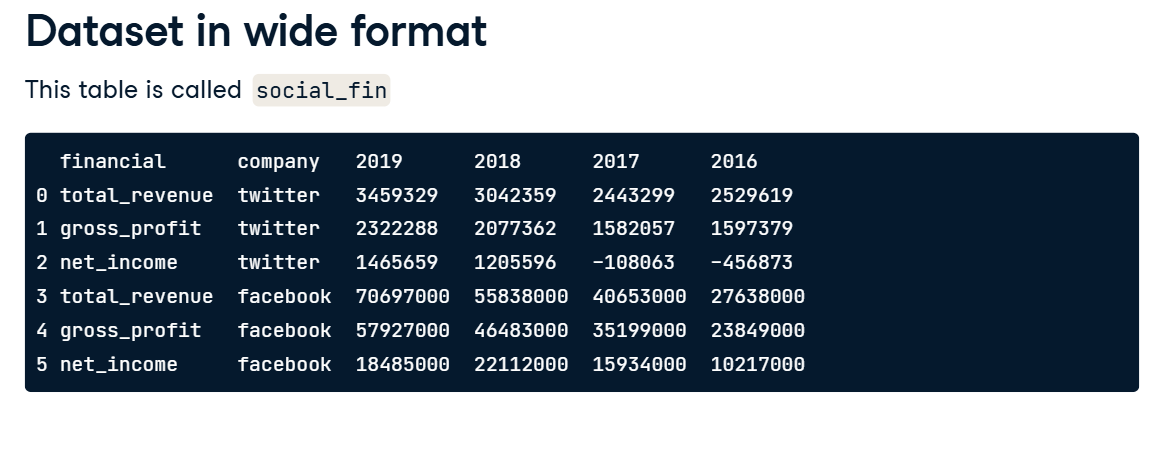 Dataset in wide format
This table is called social_fin
financial company 2019 2018 2017 2016
0 total_revenue twitter 3459329 3042359 2443299 2529619
1 gross_profit twitter 2322288 2077362 1582057 1597379
2 net_income twitter 1465659 1205596 -108063 -456873
3 total_revenue facebook 70697000 55838000 40653000 27638000
4 gross_profit facebook 57927000 46483000 35199000 23849000
5 net_income facebook 18485000 22112000 15934000 10217000